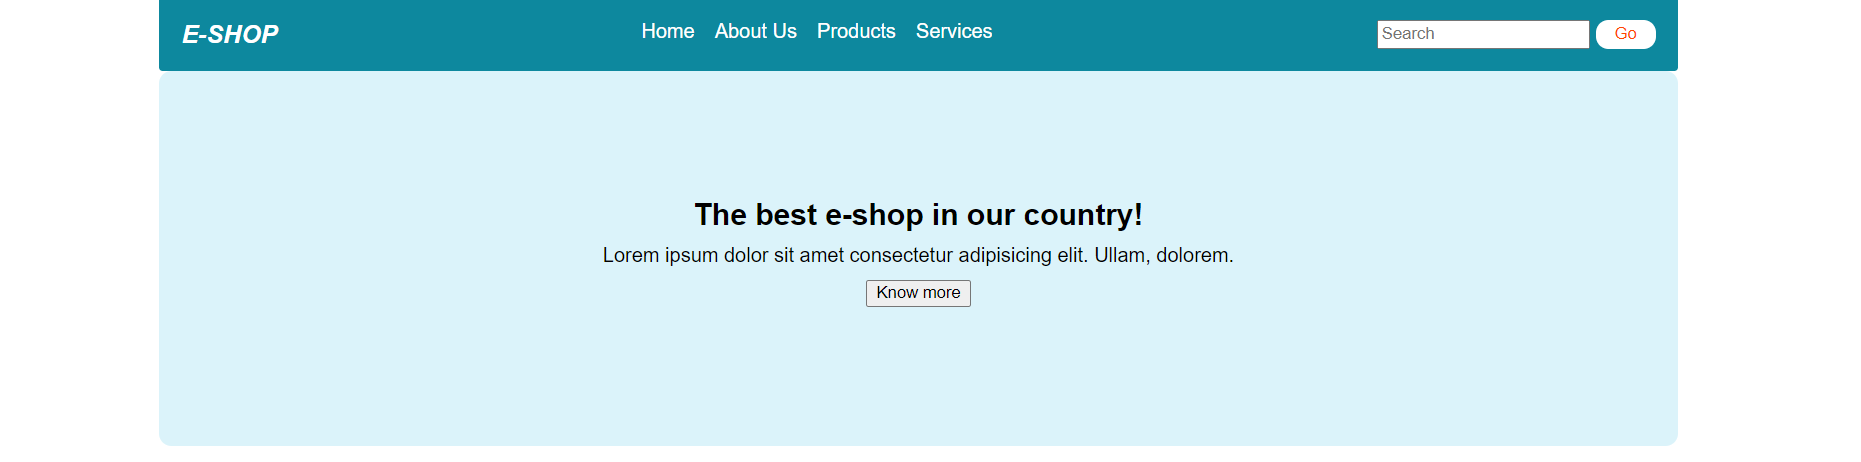 E-SHOP
Home About Us Products Services
Search Go
The best e-shop in our country!
Lorem ipsum dolor sit amet consectetur adipisicing elit. Ullam, dolorem.
Know more